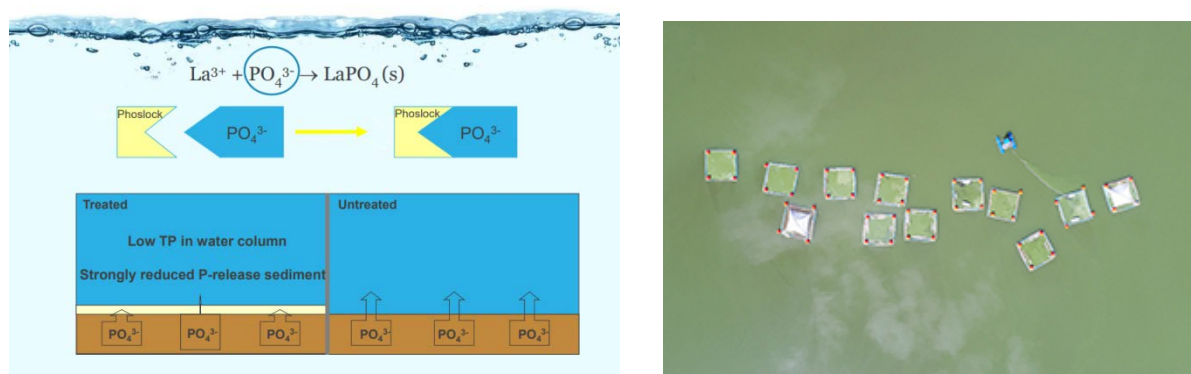 La³⁺ + PO₄³⁻ → LaPO₄(s)
Phoslock
PO₄³⁻
Phoslock
PO₄³⁻
Treated
Untreated
Low TP in water column
Strongly reduced P-release sediment
PO₄³⁻
PO₄³⁻
PO₄³⁻
PO₄³⁻
PO₄³⁻
PO₄³⁻